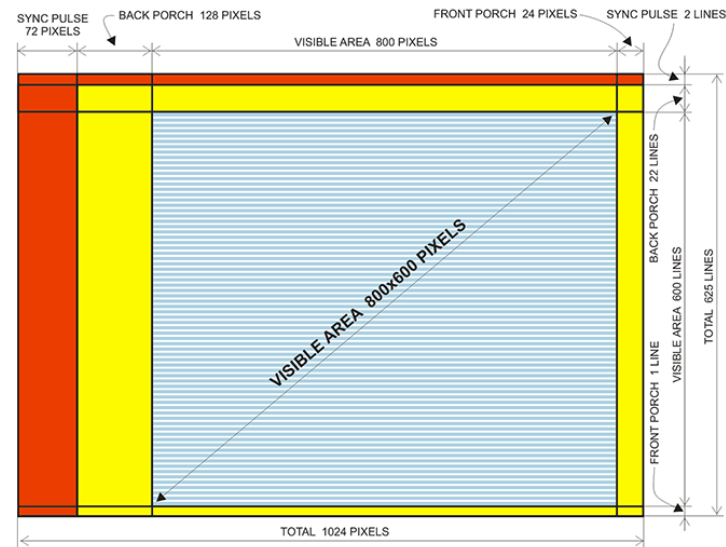 SYNC PULSE
72 PIXELS
BACK PORCH 128 PIXELS
VISIBLE AREA 800 PIXELS
FRONT PORCH 24 PIXELS
SYNC PULSE 2 LINES
BACK PORCH 22 LINES
VISIBLE AREA 600 LINES
TOTAL 625 LINES
FRONT PORCH 1 LINE
VISIBLE AREA 800x600 PIXELS
TOTAL 1024 PIXELS